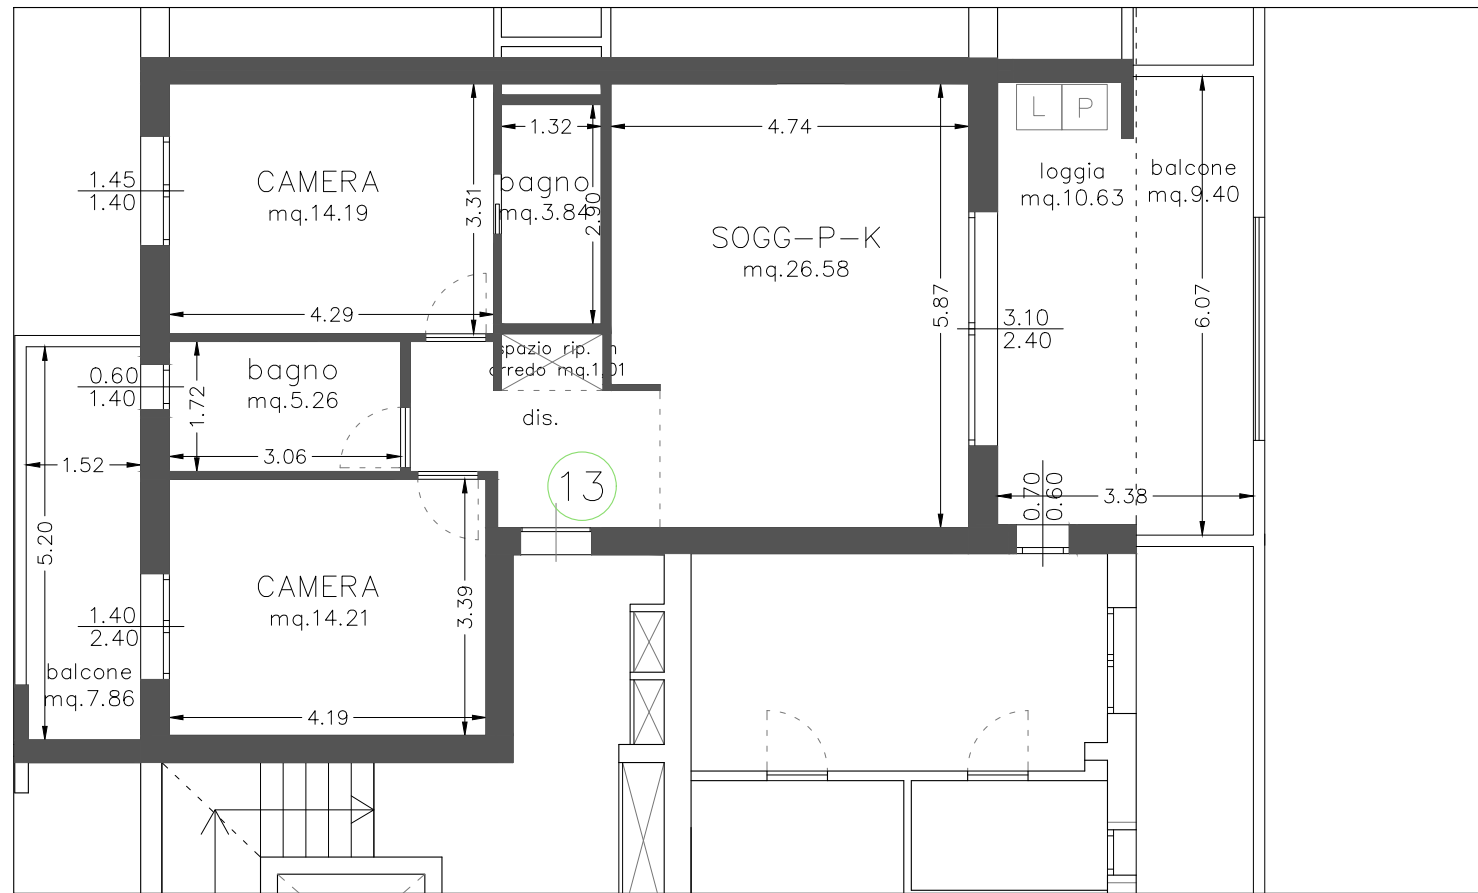 L P
1.32
4.74
1.45
1.40
CAMERA
mq.14.19
3.31
bagno
mq.3.84
2.90
SOGG-P-K
mq.26.58
5.87
loggia
mq.10.63
balcone
mq.9.40
6.07
4.29
3.10
2.40
spazio rip. in
arredo mq.1.01
0.60
1.40
bagno
mq.5.26
1.72
3.06
dis.
13
1.52
5.20
0.70
0.60
3.38
CAMERA
mq.14.21
3.39
1.40
2.40
balcone
mq.7.86
4.19